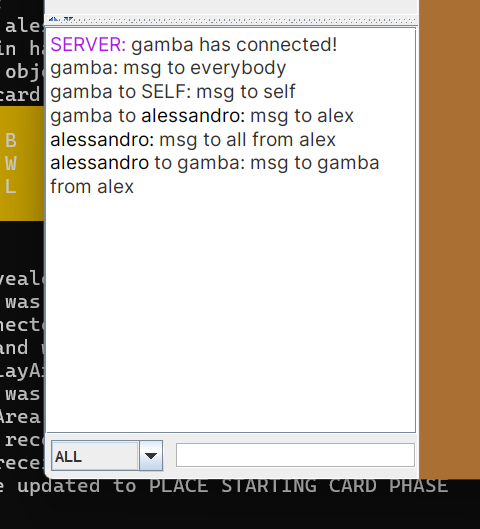 ale
in ha
obj
card
SERVER: gamba has connected!
gamba: msg to everybody
gamba to SELF: msg to self
gamba to alessandro: msg to alex
alessandro: msg to all from alex
alessandro to gamba: msg to gamba
from alex
B
W
L
veale
was
necte
and
layA
was
Area
rec
rece
ALL
e updated to PLACE STARTING CARD PHASE